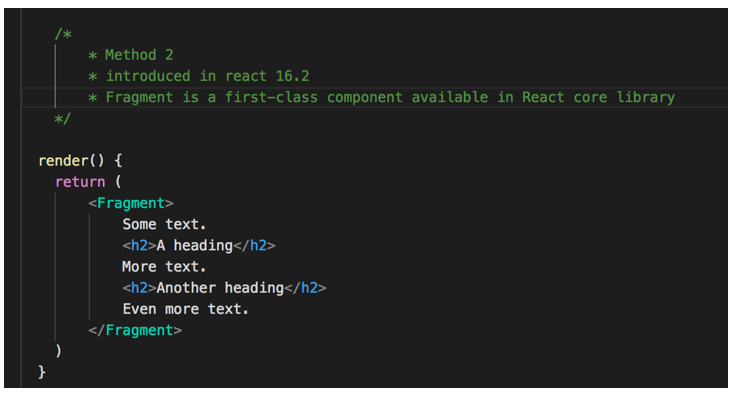 /*
* Method 2
* introduced in react 16.2
* Fragment is a first-class component available in React core library
*/
render() {
return (
<Fragment>
Some text.
<h2>A heading</h2>
More text.
<h2>Another heading</h2>
Even more text.
</Fragment>
)
}